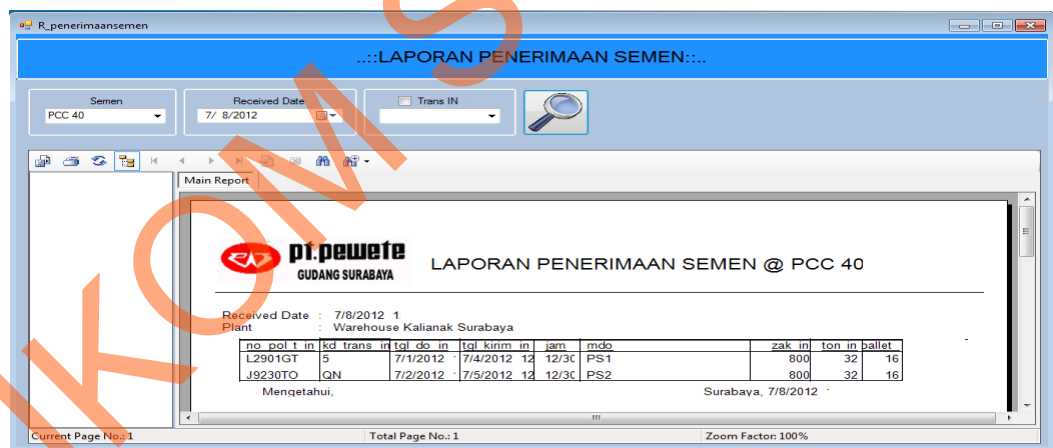 R_penerimaansemen
..::LAPORAN PENERIMAAN SEMEN::..
Semen Received Date Trans IN
PCC 40 7/ 8/2012
Main Report
pt.pewete
GUDANG SURABAYA
LAPORAN PENERIMAAN SEMEN @ PCC 40
Received Date : 7/8/2012 1
Plant : Warehouse Kalianak Surabaya
no_pol_t_in kd_trans_in tgl_do_in tgl_kirim_in jam mdo zak_in ton_in pallet
L2901GT 5 7/1/2012 7/4/2012 12 12/30 PS1 800 32 16
J9230TO QN 7/2/2012 7/5/2012 12 12/30 PS2 800 32 16
Mengetahui, Surabaya, 7/8/2012
Current Page No.: 1 Total Page No.: 1 Zoom Factor: 100%
IKOM S